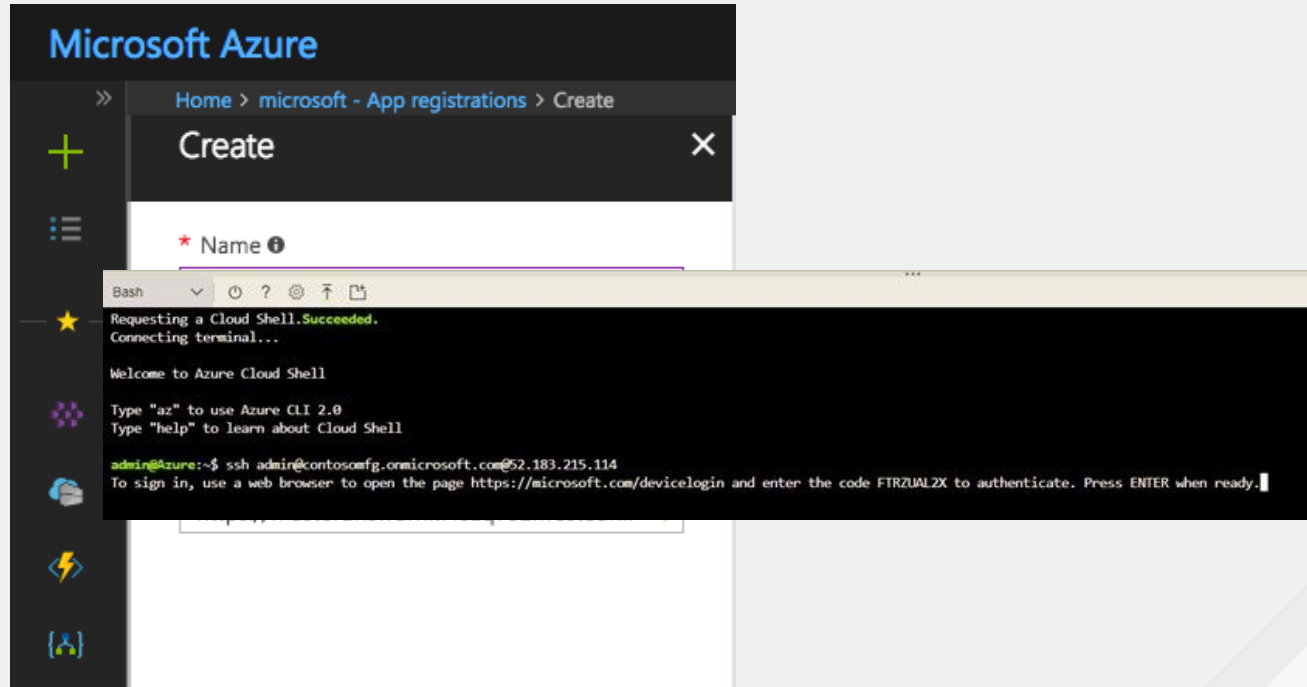 Microsoft Azure
» Home > microsoft - App registrations > Create
Create ×
* Name
Bash ?
Requesting a Cloud Shell.Succeeded.
Connecting terminal...
Welcome to Azure Cloud Shell
Type "az" to use Azure CLI 2.0
Type "help" to learn about Cloud Shell
admin@Azure:~$ ssh admin@contosomfg.onmicrosoft.com@52.183.215.114
To sign in, use a web browser to open the page https://microsoft.com/devicelogin and enter the code FTRZUAL2X to authenticate. Press ENTER when ready.